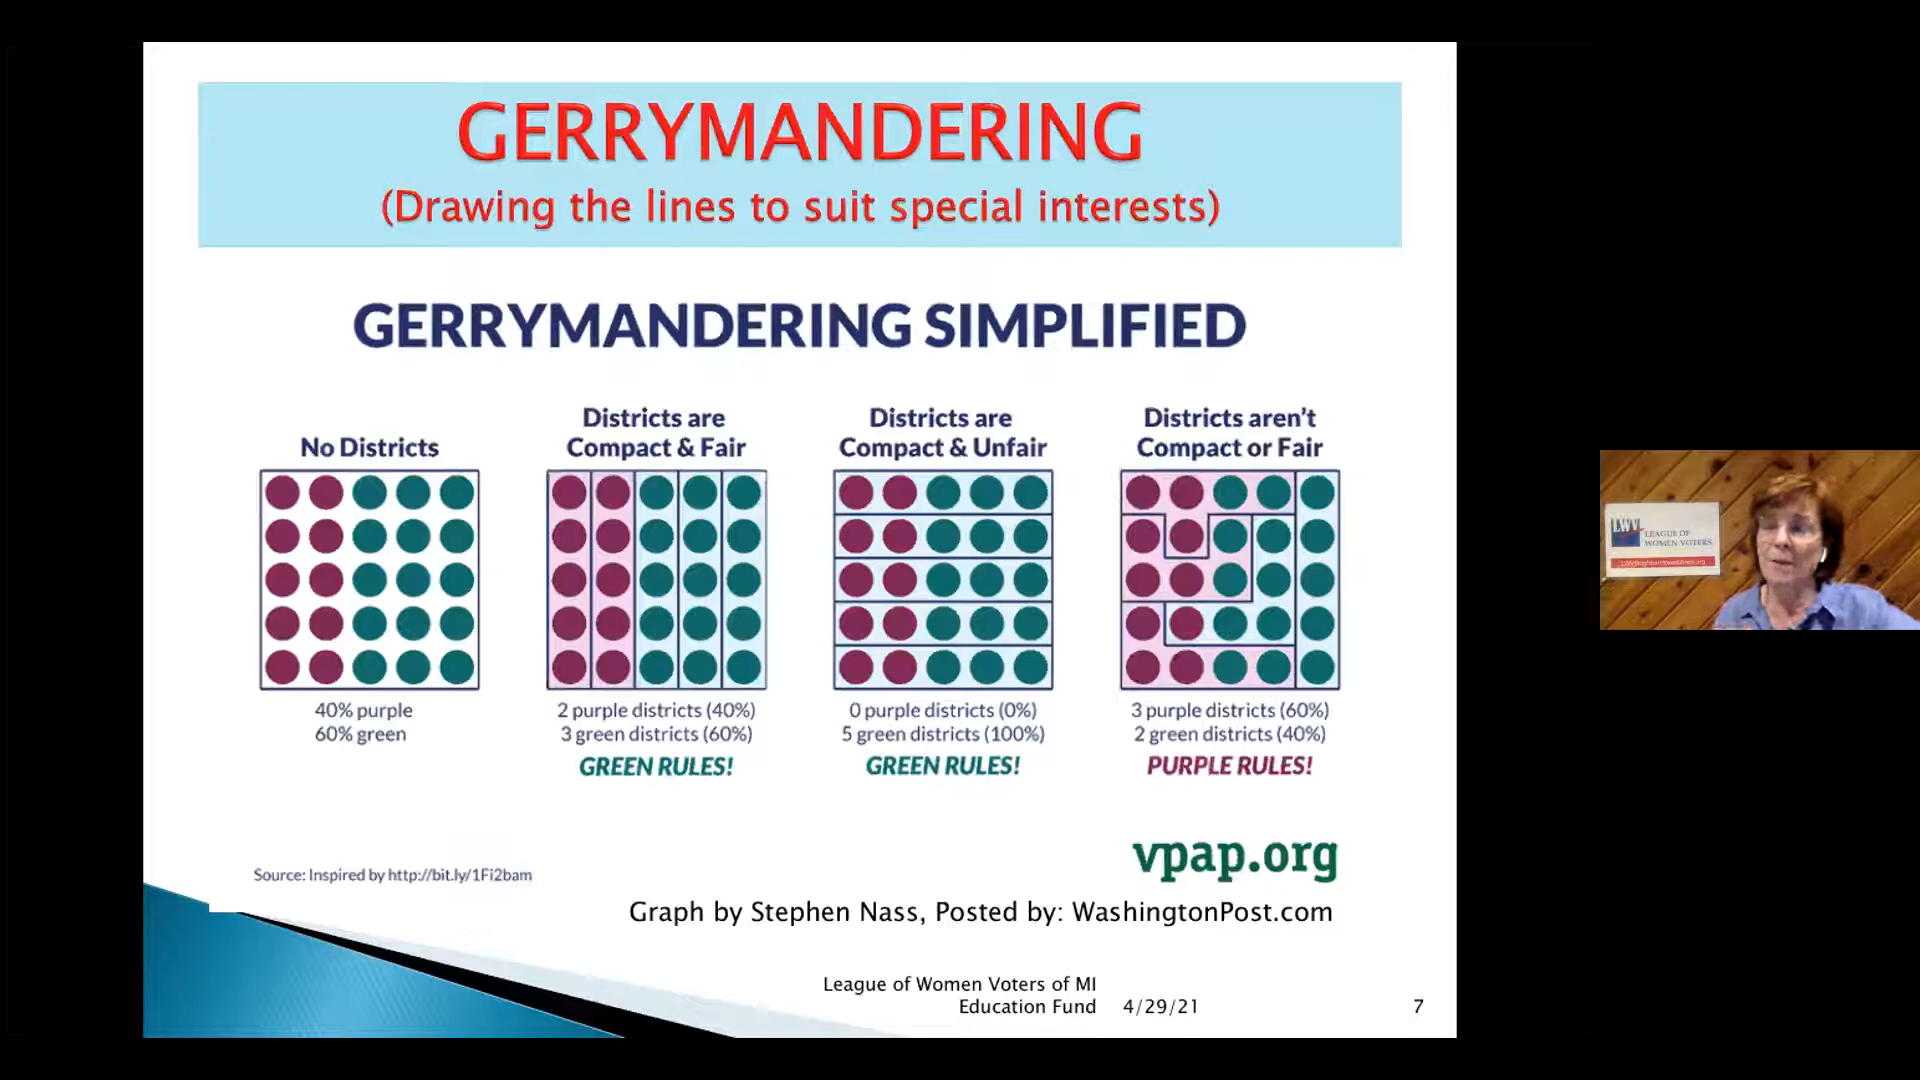 GERRYMANDERING
(Drawing the lines to suit special interests)
GERRYMANDERING SIMPLIFIED
No Districts
40% purple
60% green
Districts are
Compact & Fair
2 purple districts (40%)
3 green districts (60%)
GREEN RULES!
Districts are
Compact & Unfair
0 purple districts (0%)
5 green districts (100%)
GREEN RULES!
Districts aren't
Compact or Fair
3 purple districts (60%)
2 green districts (40%)
PURPLE RULES!
vpap.org
Source: Inspired by http://bit.ly/1Fi2bam
Graph by Stephen Nass, Posted by: WashingtonPost.com
League of Women Voters of MI
Education Fund
4/29/21
7
LWV
LEAGUE OF
WOMEN VOTERS